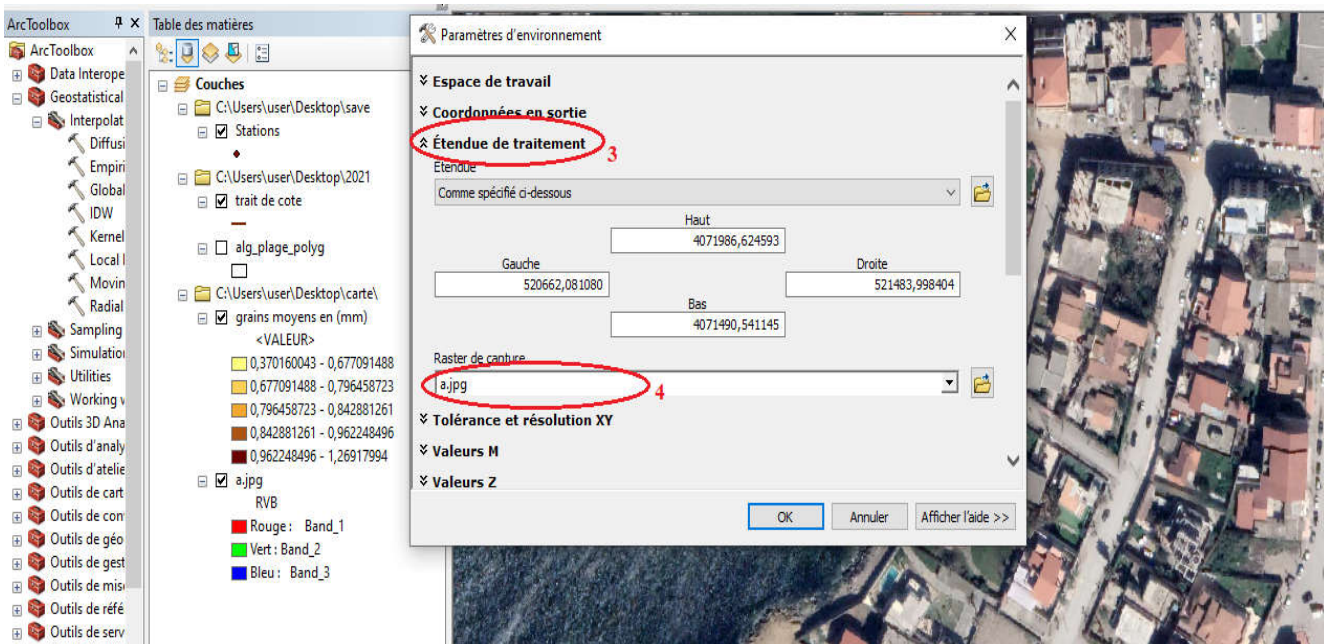 ArcToolbox
ArcToolbox
Data Interope
Geostatistical
Interpolat
Diffusi
Empiri
Global
IDW
Kernel
Local I
Movin
Radial
Sampling
Simulation
Utilities
Working v
Outils 3D Ana
Outils d'analy
Outils d'atelie
Outils de cart
Outils de con
Outils de géo
Outils de gest
Outils de mise
Outils de réfé
Outils de serv
Table des matières
Couches
C:\Users\user\Desktop\save
Stations
C:\Users\user\Desktop\2021
trait de cote
alg_plage_polyg
C:\Users\user\Desktop\carte\
grains moyens en (mm)
<VALEUR>
0,370160043 - 0,677091488
0,677091488 - 0,796458723
0,796458723 - 0,842881261
0,842881261 - 0,962248496
0,962248496 - 1,26917994
a.jpg
RVB
Rouge : Band_1
Vert : Band_2
Bleu : Band_3
Paramètres d'environnement
Espace de travail
Coordonnées en sortie
Étendue de traitement
3
Étendue
Comme spécifié ci-dessous
Haut
4071986,624593
Gauche
Droite
520662,081080
521483,998404
Bas
4071490,541145
Raster de capture
a.jpg
4
Tolérance et résolution XY
Valeurs M
Valeurs Z
OK
Annuler
Afficher l'aide >>